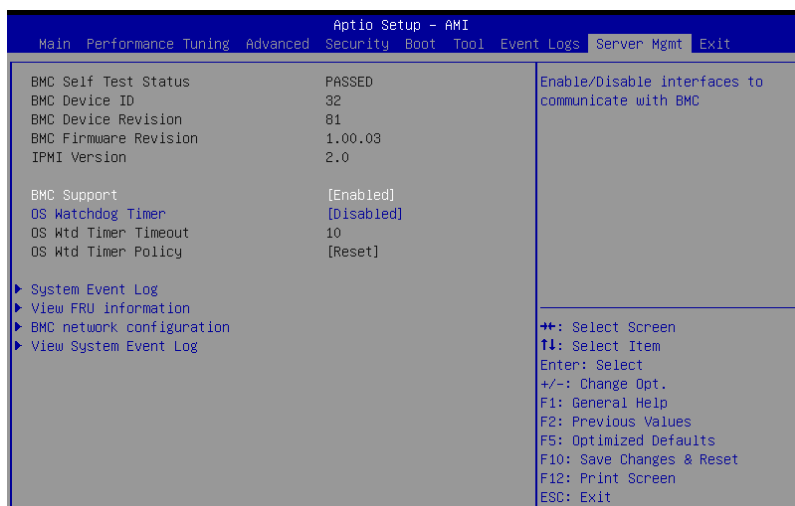 Aptio Setup - AMI
Main Performance Tuning Advanced Security Boot Tool Event Logs Server Mgmt Exit
BMC Self Test Status PASSED
BMC Device ID 32
BMC Device Revision 81
BMC Firmware Revision 1.00.03
IPMI Version 2.0
BMC Support [Enabled]
OS Watchdog Timer [Disabled]
OS Wtd Timer Timeout 10
OS Wtd Timer Policy [Reset]
System Event Log
View FRU information
BMC network configuration
View System Event Log
Enable/Disable interfaces to
communicate with BMC
→←: Select Screen
↑↓: Select Item
Enter: Select
+/-: Change Opt.
F1: General Help
F2: Previous Values
F5: Optimized Defaults
F10: Save Changes & Reset
F12: Print Screen
ESC: Exit